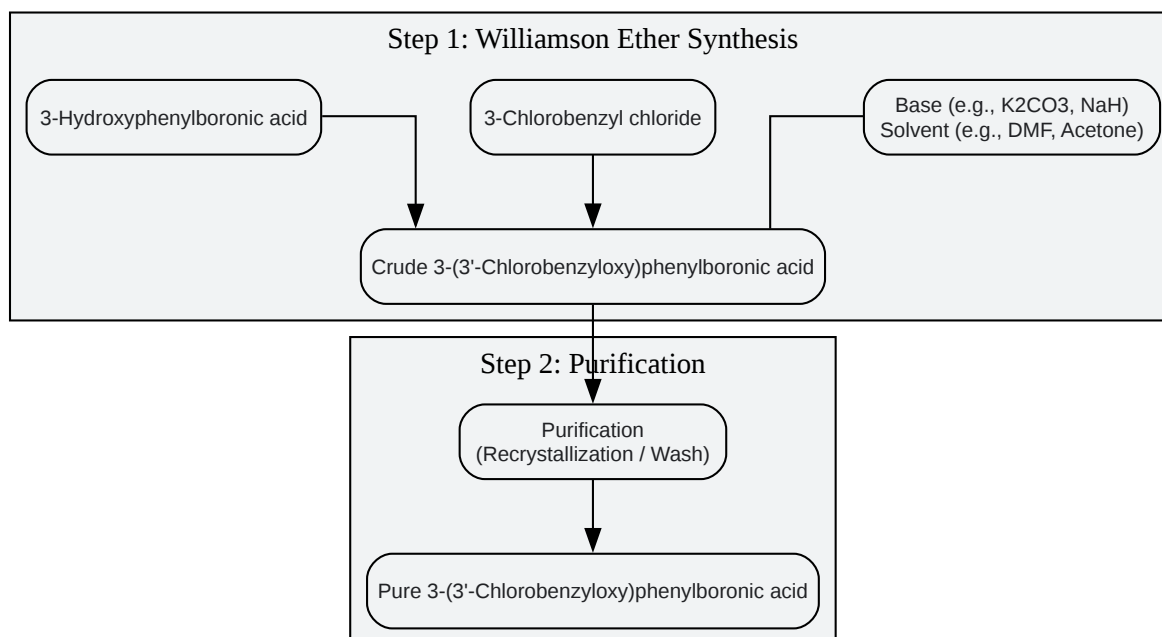 Step 1: Williamson Ether Synthesis
3-Hydroxyphenylboronic acid
3-Chlorobenzyl chloride
Base (e.g., K2CO3, NaH)
Solvent (e.g., DMF, Acetone)
Crude 3-(3'-Chlorobenzyloxy)phenylboronic acid
Step 2: Purification
Purification
(Recrystallization / Wash)
Pure 3-(3'-Chlorobenzyloxy)phenylboronic acid